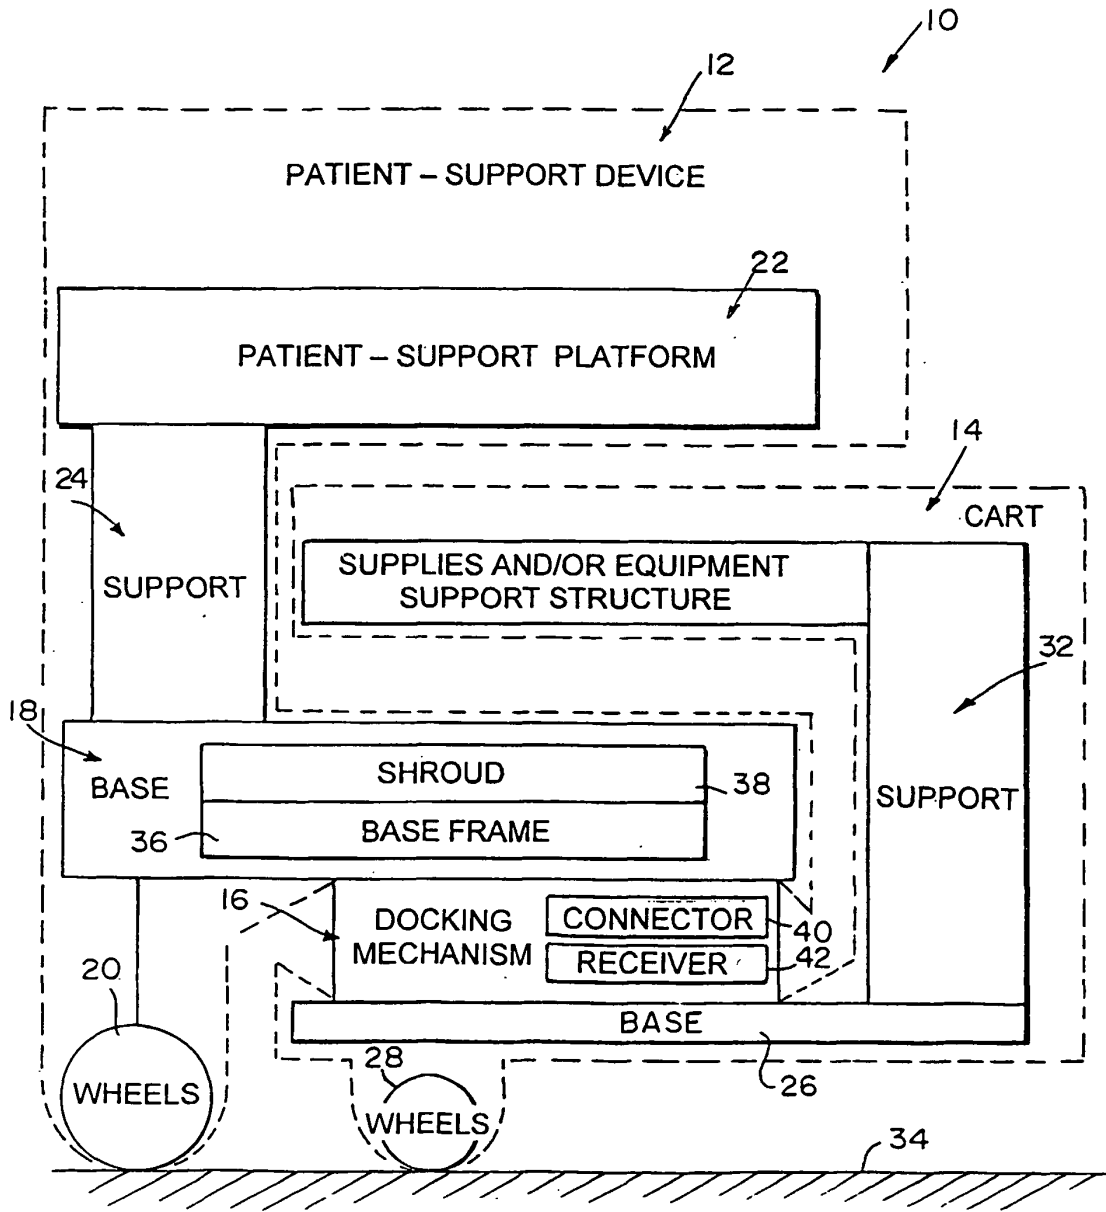 10
12
PATIENT – SUPPORT DEVICE
22
PATIENT – SUPPORT PLATFORM
14
CART
24
SUPPORT
SUPPLIES AND/OR EQUIPMENT
SUPPORT STRUCTURE
32
SUPPORT
18
BASE
SHROUD
38
36
BASE FRAME
16
DOCKING
MECHANISM
CONNECTOR
40
RECEIVER
42
20
WHEELS
BASE
26
28
WHEELS
34